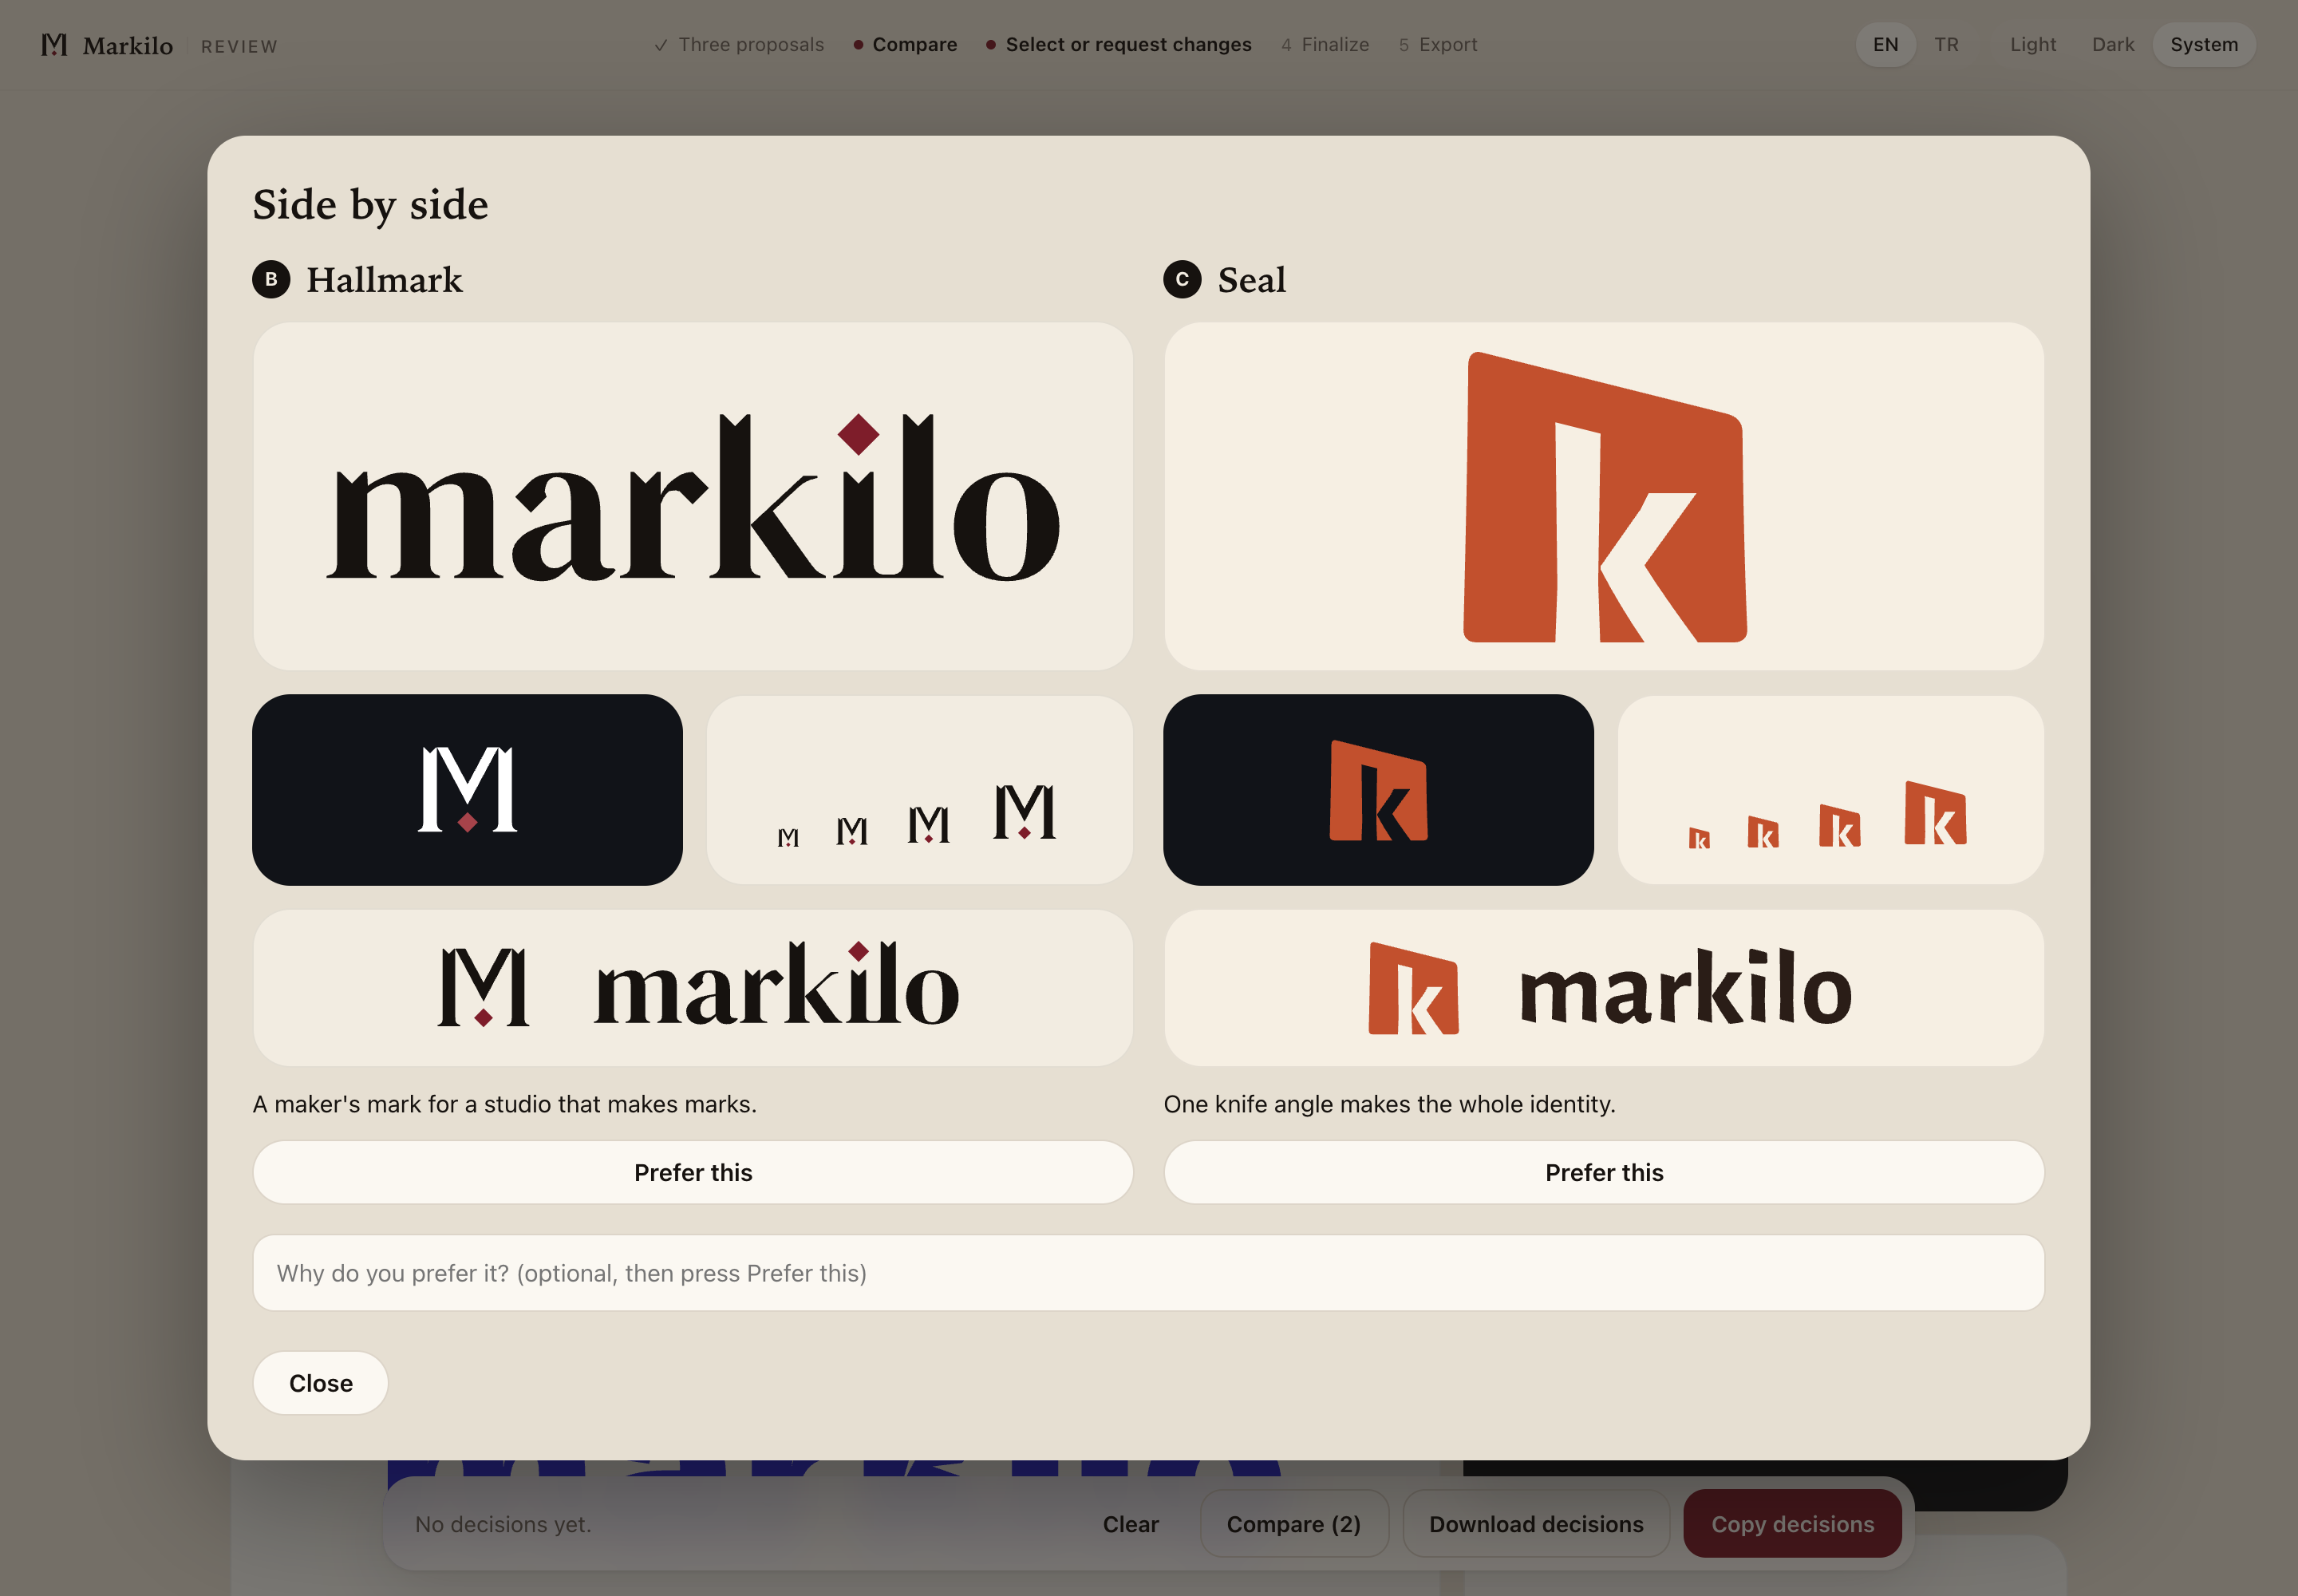 M Markilo REVIEW
✓ Three proposals
Compare
Select or request changes
4 Finalize
5 Export
EN TR
Light Dark System
Side by side
B Hallmark
C Seal
markilo
k
M
M M M M
k
k k k k
M markilo
k markilo
A maker's mark for a studio that makes marks.
One knife angle makes the whole identity.
Prefer this
Prefer this
Why do you prefer it? (optional, then press Prefer this)
Close
No decisions yet.
Clear
Compare (2)
Download decisions
Copy decisions